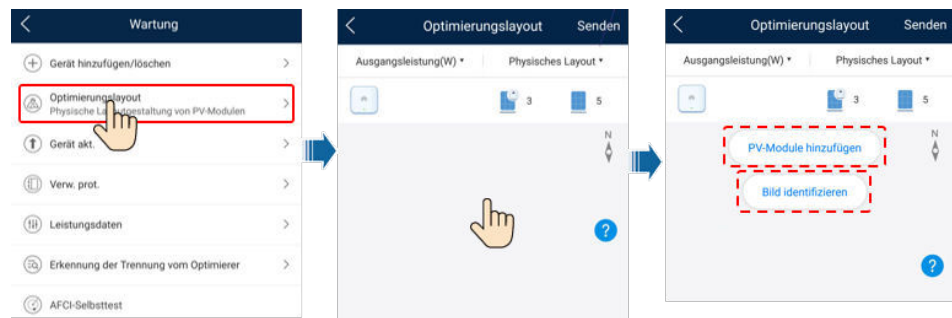 Wartung
Gerät hinzufügen/löschen
Optimierungslayout
Physische Layoutgestaltung von PV-Modulen
Gerät akt.
Verw. prot.
Leistungsdaten
Erkennung der Trennung vom Optimierer
AFCI-Selbsttest
Optimierungslayout Senden
Ausgangsleistung(W) Physisches Layout
3 5
N
?
Optimierungslayout Senden
Ausgangsleistung(W) Physisches Layout
3 5
N
PV-Module hinzufügen
Bild identifizieren
?